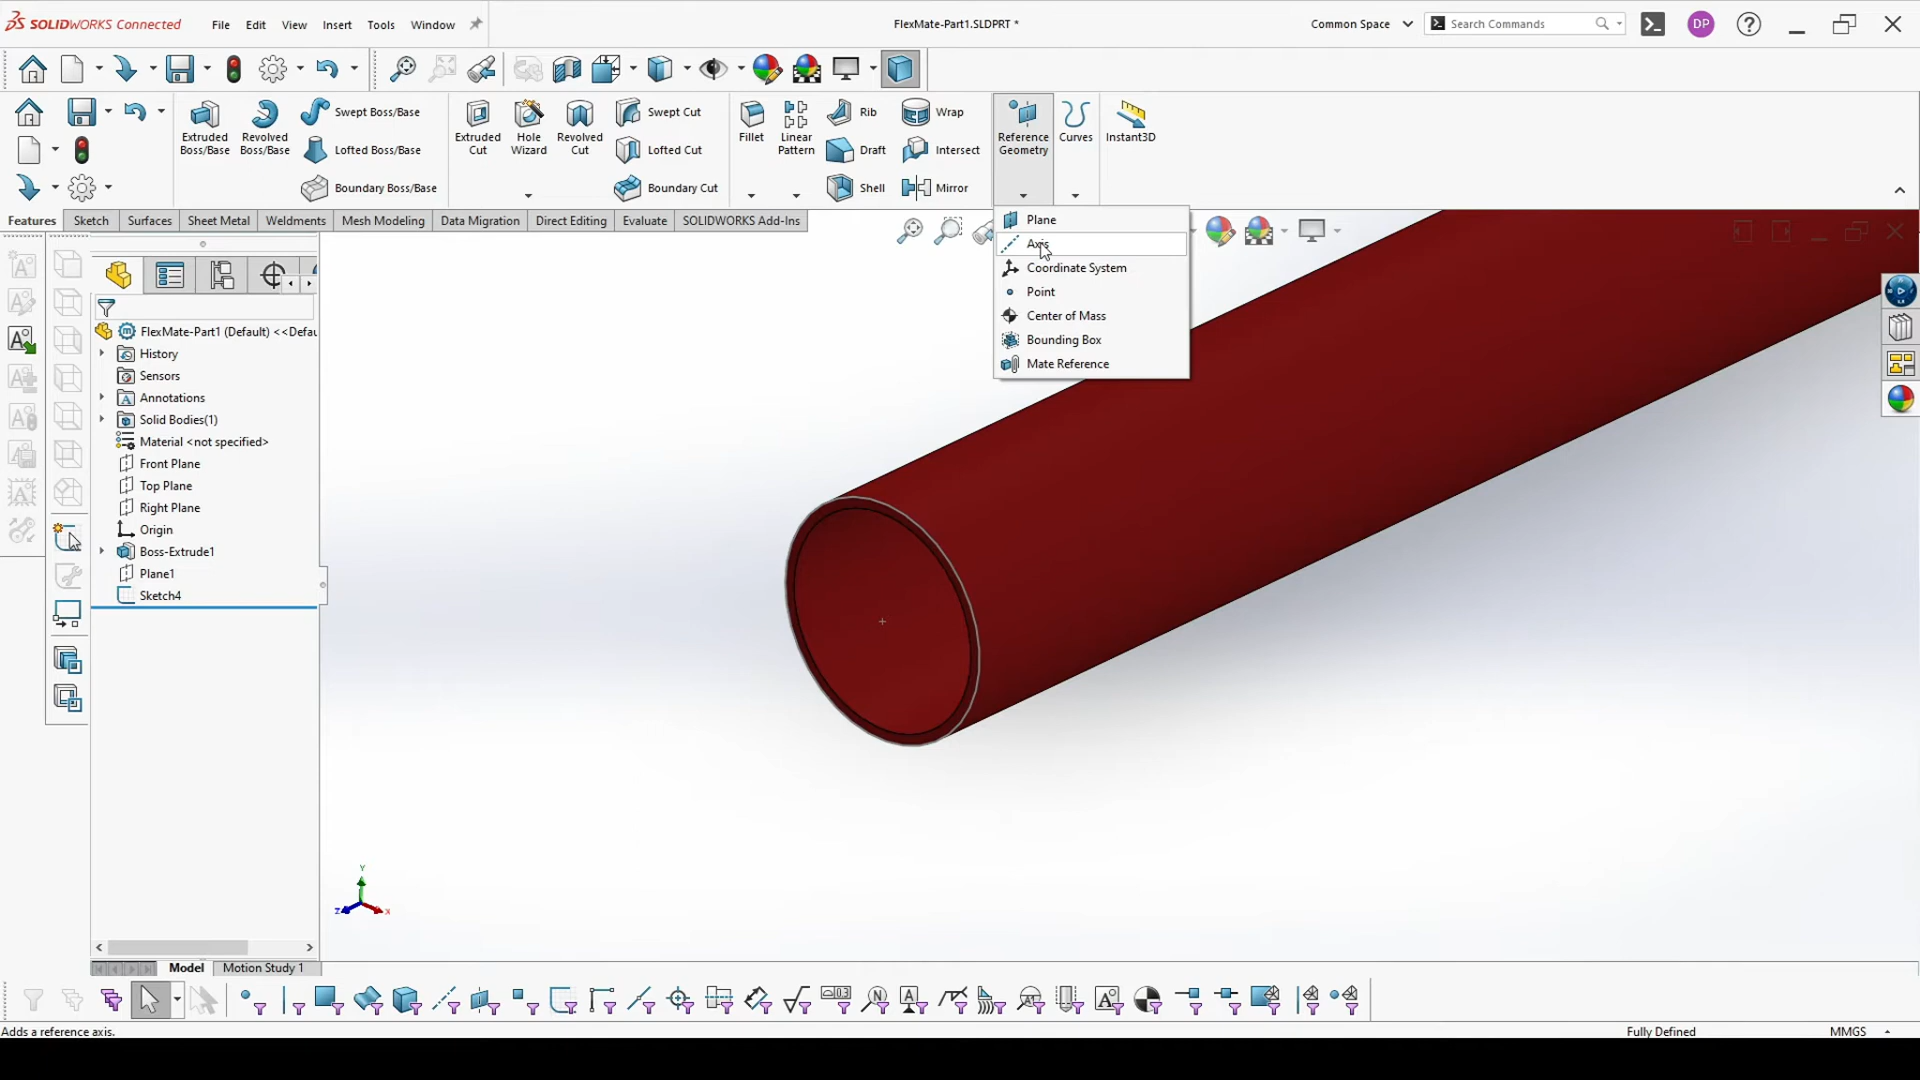 SOLIDWORKS Connected
File Edit View Insert Tools Window
FlexMate-Part1.SLDPRT *
Common Space
Search Commands
DP
Extruded Boss/Base
Revolved Boss/Base
Swept Boss/Base
Lofted Boss/Base
Boundary Boss/Base
Extruded Cut
Hole Wizard
Revolved Cut
Swept Cut
Lofted Cut
Boundary Cut
Fillet
Linear Pattern
Rib
Draft
Shell
Wrap
Intersect
Mirror
Reference Geometry
Curves
Instant3D
Features Sketch Surfaces Sheet Metal Weldments Mesh Modeling Data Migration Direct Editing Evaluate SOLIDWORKS Add-Ins
Plane
Axis
Coordinate System
Point
Center of Mass
Bounding Box
Mate Reference
FlexMate-Part1 (Default) <<Defau
History
Sensors
Annotations
Solid Bodies(1)
Material <not specified>
Front Plane
Top Plane
Right Plane
Origin
Boss-Extrude1
Plane1
Sketch4
Y
Z
X
Model Motion Study 1
Adds a reference axis.
Fully Defined
MMGS